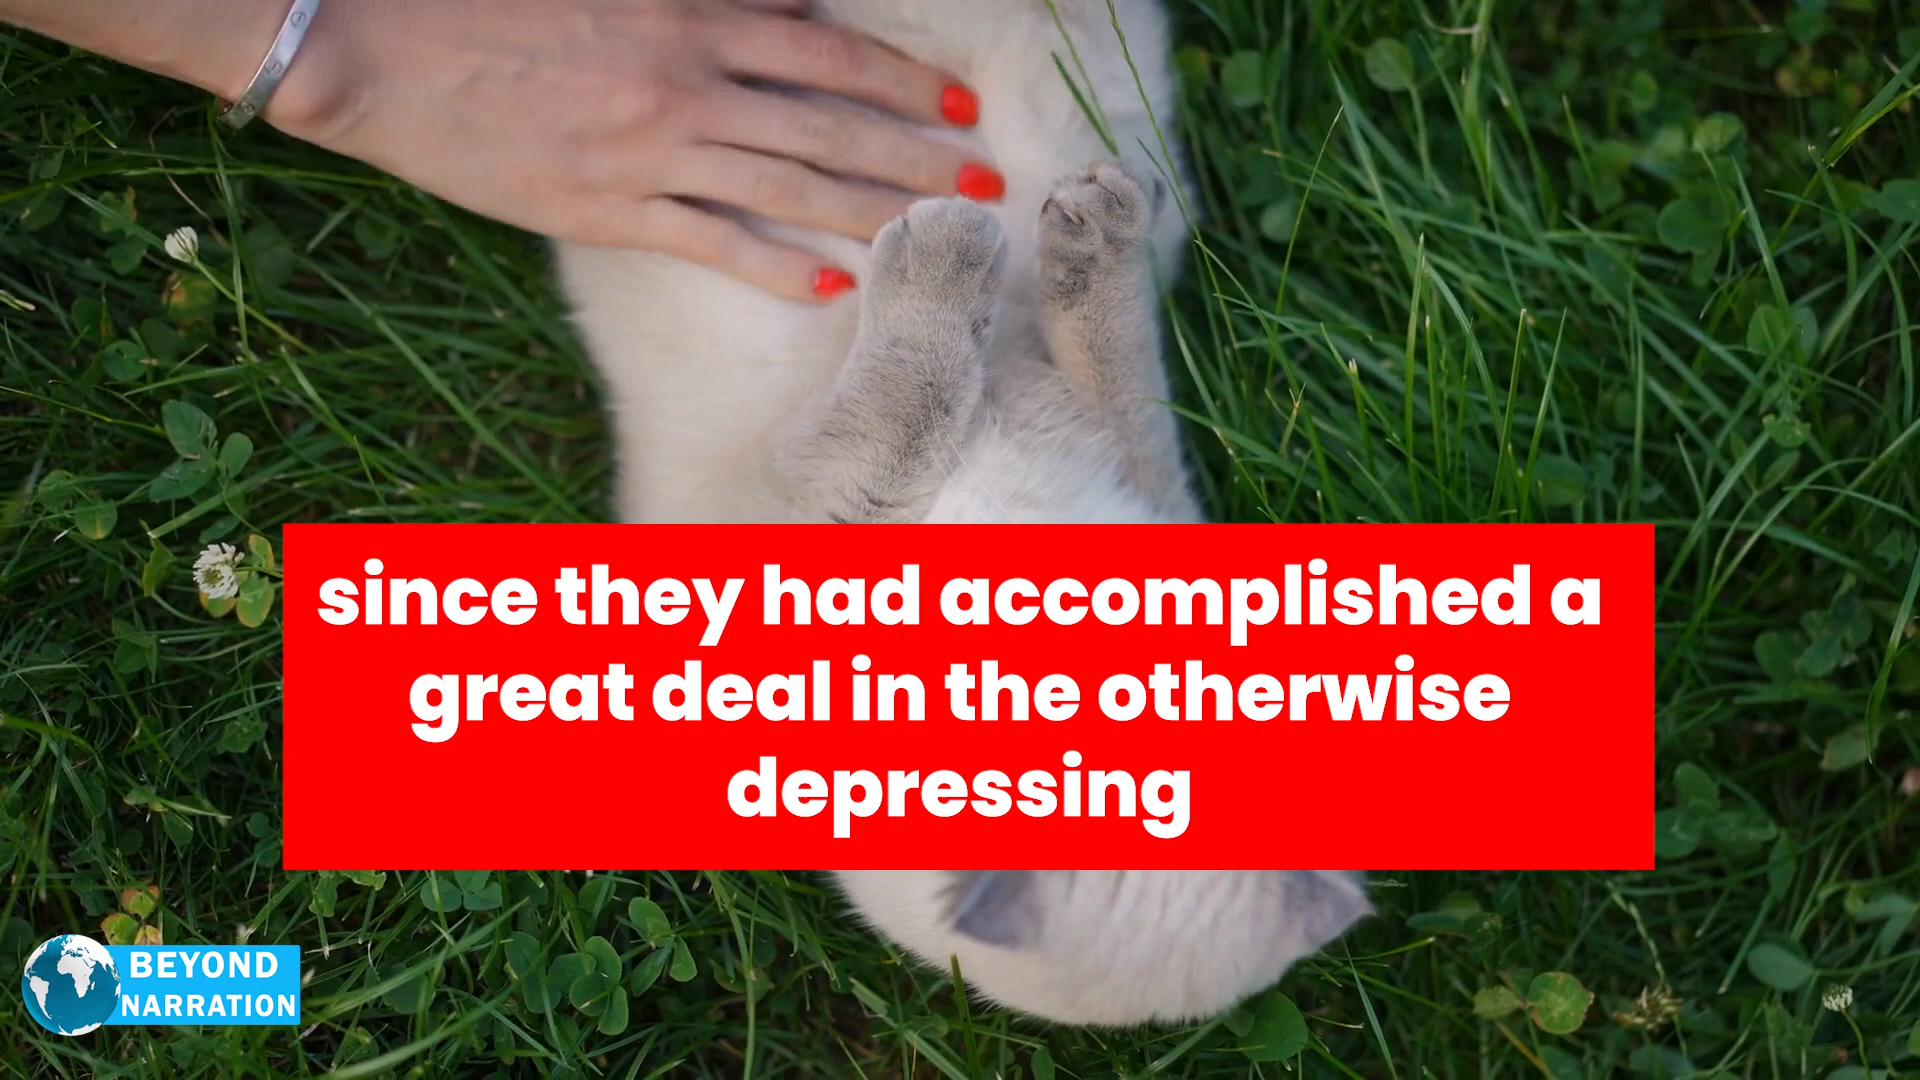 since they had accomplished a
great deal in the otherwise
depressing
BEYOND
NARRATION